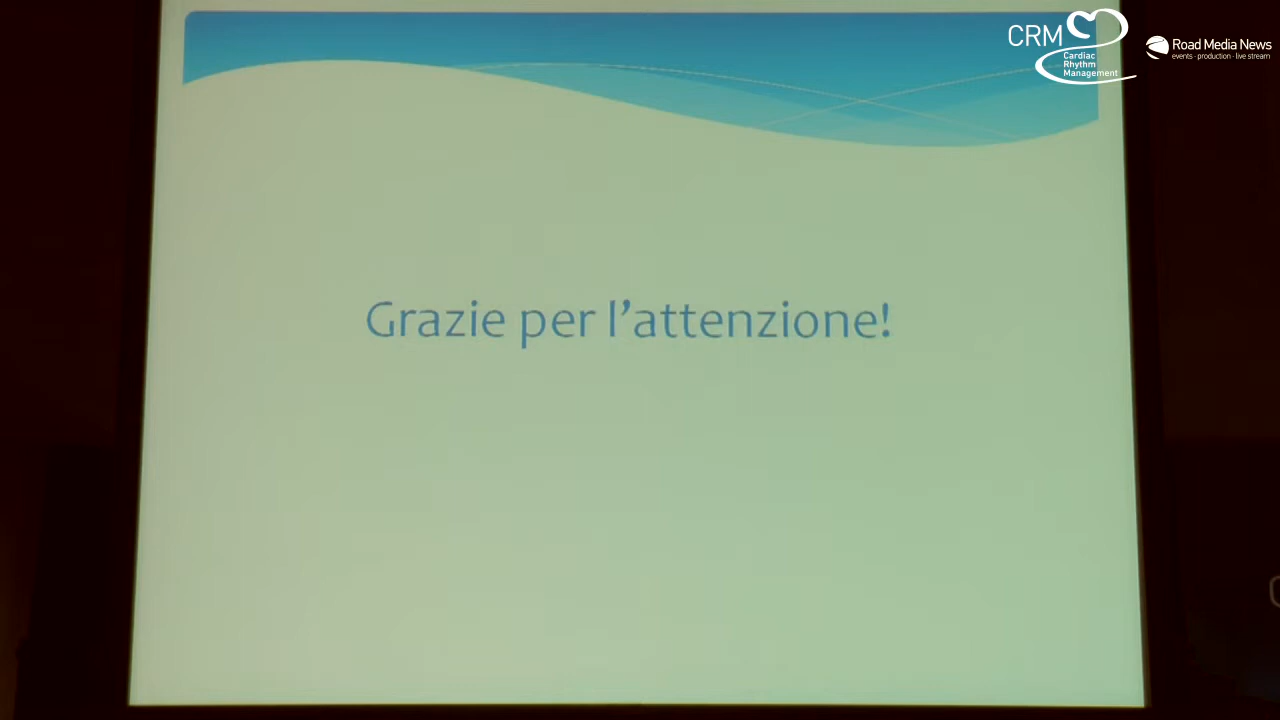 CRM
Cardiac
Rhythm
Management
Road Media News
events - production - live stream
Grazie per l'attenzione!